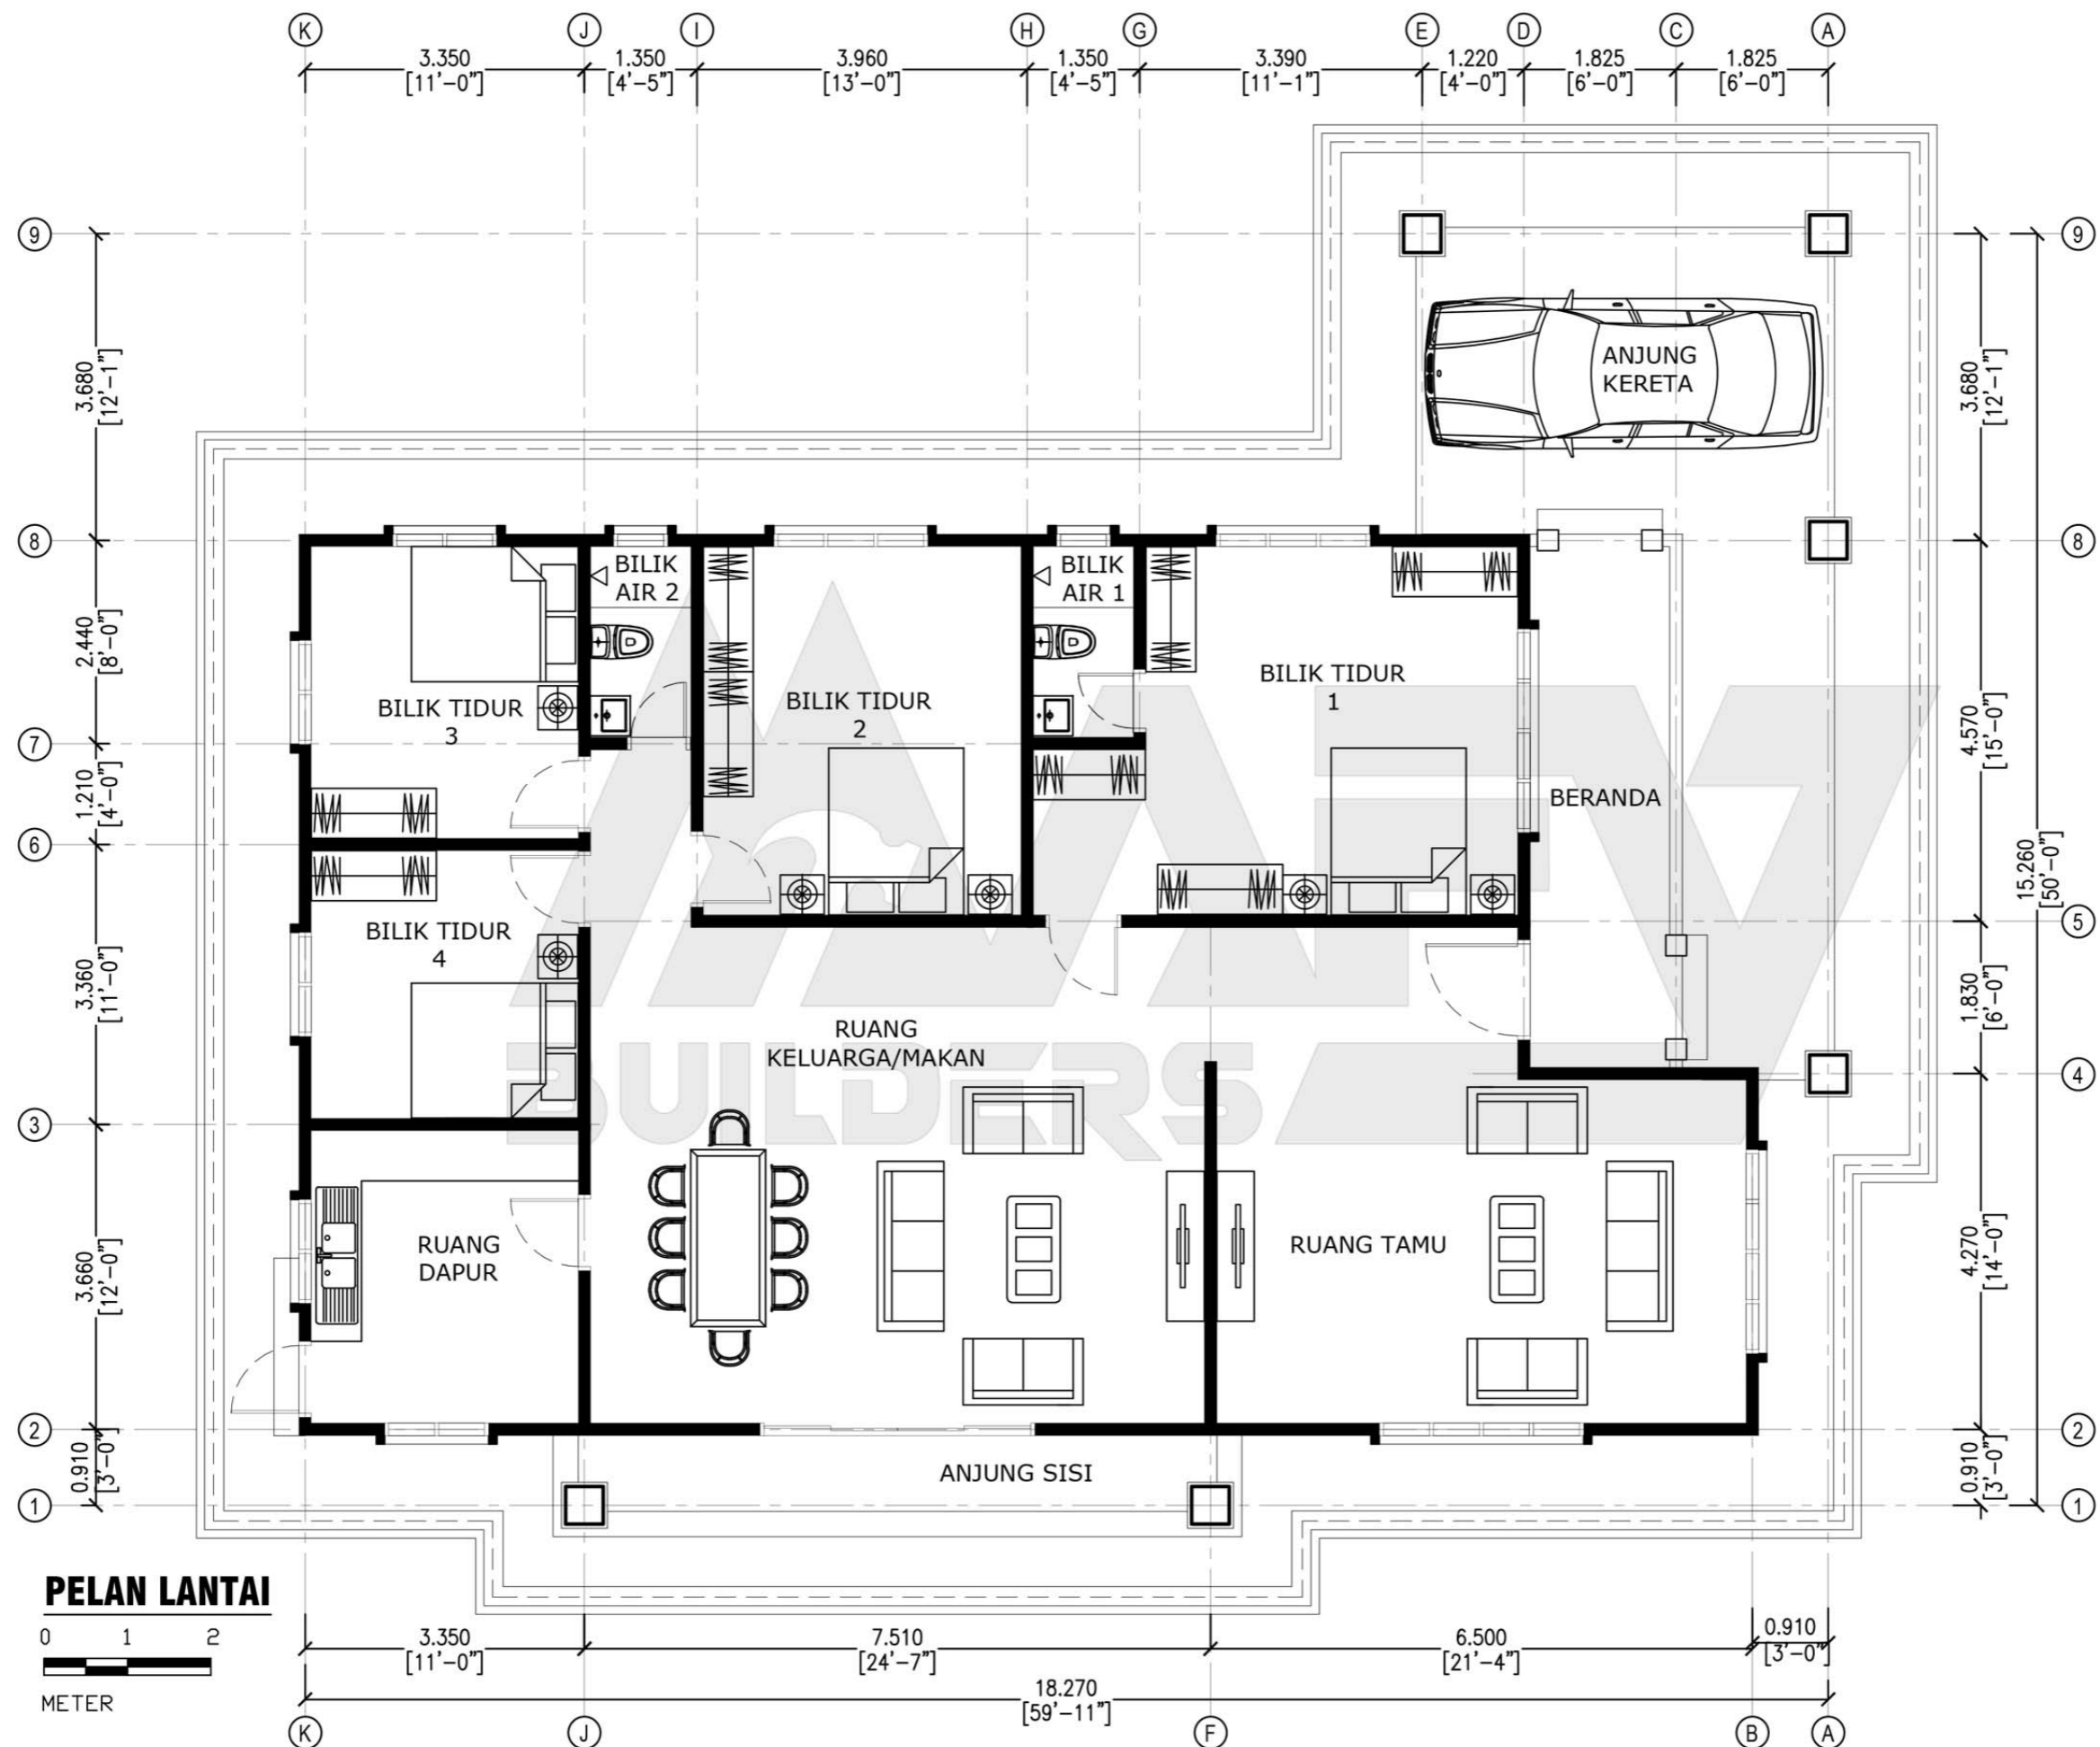 K J I H G E D C A
3.350 1.350 3.960 1.350 3.390 1.220 1.825 1.825
[11'-0"] [4'-5"] [13'-0"] [4'-5"] [11'-1"] [4'-0"] [6'-0"] [6'-0"]
9 9
3.680
[12'-1"]
ANJUNG
KERETA
3.680
[12'-1"]
8 8
2.440
[8'-0"]
BILIK
AIR 2
BILIK
AIR 1
BILIK TIDUR
3
BILIK TIDUR
2
BILIK TIDUR
1
4.570
[15'-0"]
7
1.210
[4'-0"]
BERANDA
6
15.260
[50'-0"]
BILIK TIDUR
4
5
3.360
[11'-0"]
1.830
[6'-0"]
RUANG
KELUARGA/MAKAN
BUILDERS
4
3
3.660
[12'-0"]
RUANG
DAPUR
RUANG TAMU
4.270
[14'-0"]
2 2
0.910
[3'-0"]
ANJUNG SISI
0.910
[3'-0"]
1 1
PELAN LANTAI
0 1 2
METER
3.350 7.510 6.500 0.910
[11'-0"] [24'-7"] [21'-4"] [3'-0"]
18.270
[59'-11"]
K J F B A